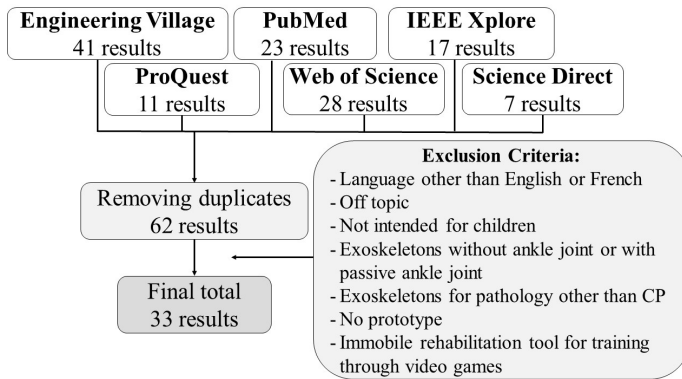 Engineering Village
41 results
PubMed
23 results
IEEE Xplore
17 results
ProQuest
11 results
Web of Science
28 results
Science Direct
7 results
Removing duplicates
62 results
Final total
33 results
Exclusion Criteria:
- Language other than English or French
- Off topic
- Not intended for children
- Exoskeletons without ankle joint or with
passive ankle joint
- Exoskeletons for pathology other than CP
- No prototype
- Immobile rehabilitation tool for training
through video games